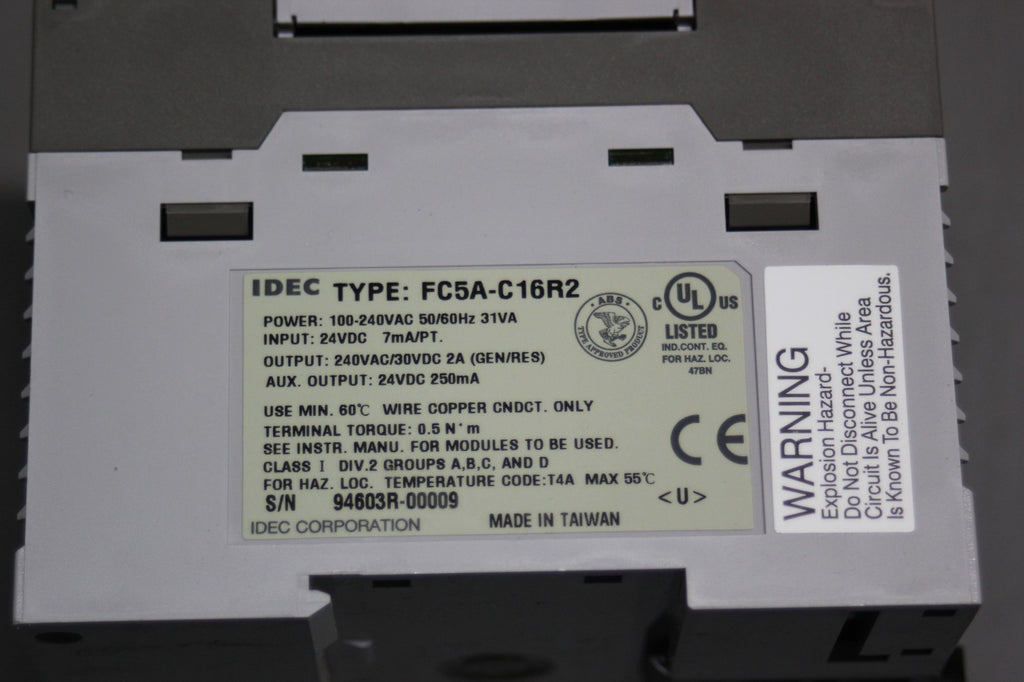 IDEC TYPE: FC5A-C16R2
POWER: 100-240VAC 50/60Hz 31VA
INPUT: 24VDC 7mA/PT.
OUTPUT: 240VAC/30VDC 2A (GEN/RES)
AUX. OUTPUT: 24VDC 250mA
USE MIN. 60℃ WIRE COPPER CNDCT. ONLY
TERMINAL TORQUE: 0.5 N·m
SEE INSTR. MANU. FOR MODULES TO BE USED.
CLASS I DIV.2 GROUPS A,B,C, AND D
FOR HAZ. LOC. TEMPERATURE CODE:T4A MAX 55℃
S/N 94603R-00009
IDEC CORPORATION MADE IN TAIWAN
·ABS·
TYPE APPROVED PRODUCT
C UL US
LISTED
IND.CONT. EQ.
FOR HAZ. LOC.
47BN
CE
<U>
WARNING
Explosion Hazard-
Do Not Disconnect While
Circuit Is Alive Unless Area
Is Known To Be Non-Hazardous.